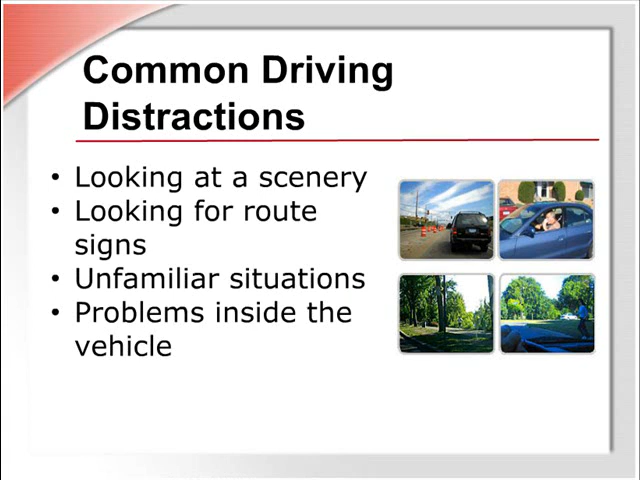 Common Driving
Distractions
• Looking at a scenery
• Looking for route
signs
• Unfamiliar situations
• Problems inside the
vehicle